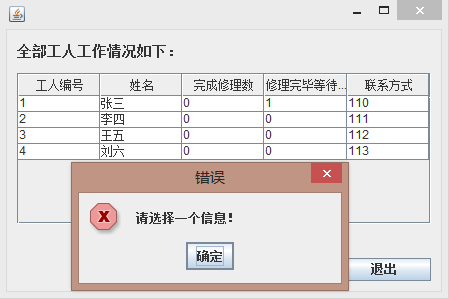 全部工人工作情况如下：
工人编号 姓名 完成修理数 修理完毕等待... 联系方式
1 张三 0 1 110
2 李四 0 0 111
3 王五 0 0 112
4 刘六 0 0 113
错误
请选择一个信息!
确定
退出